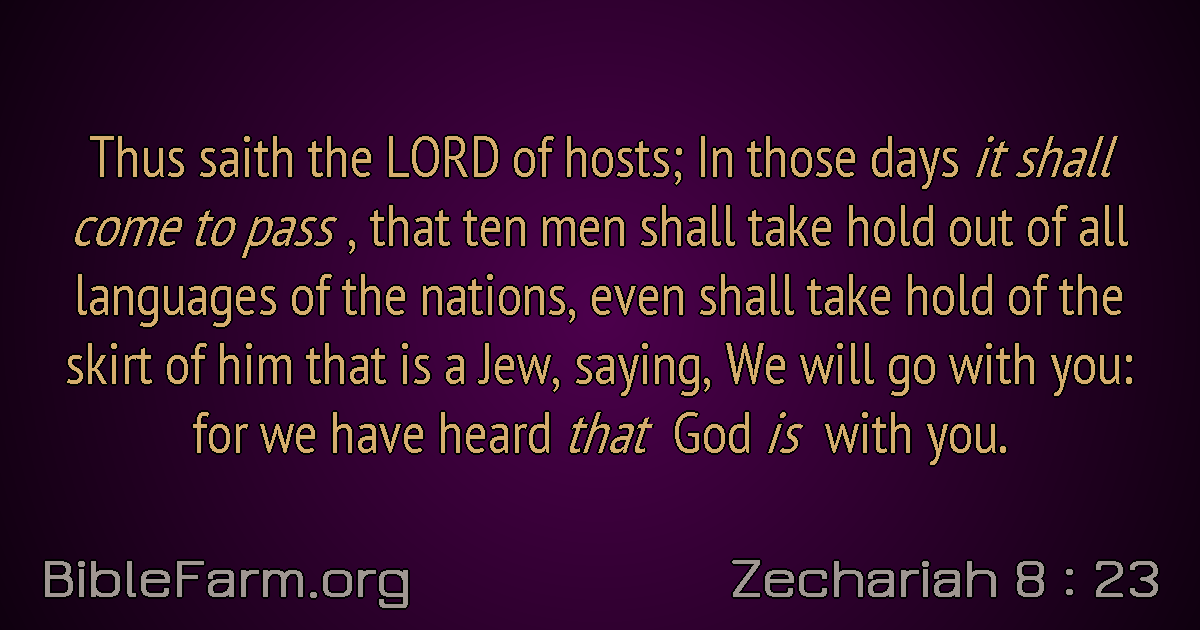 Thus saith the LORD of hosts; In those days it shall
come to pass , that ten men shall take hold out of all
languages of the nations, even shall take hold of the
skirt of him that is a Jew, saying, We will go with you:
for we have heard that God is with you.
BibleFarm.org
Zechariah 8 : 23